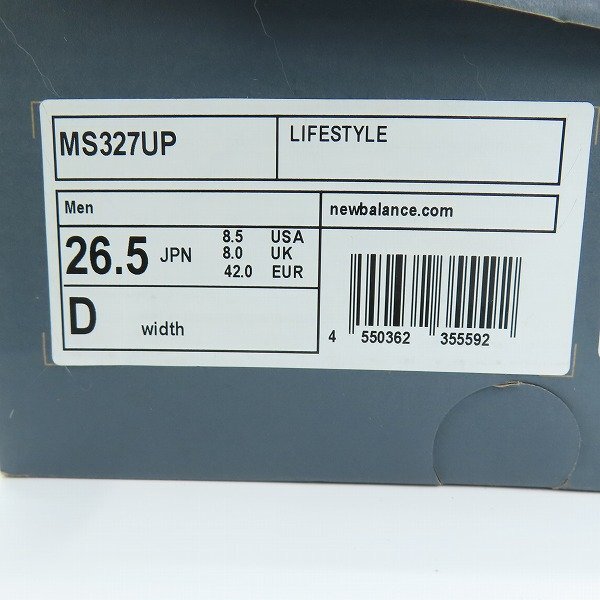 MS327UP
LIFESTYLE
Men
newbalance.com
26.5 JPN
8.5 USA
8.0 UK
42.0 EUR
D width
4 550362 355592